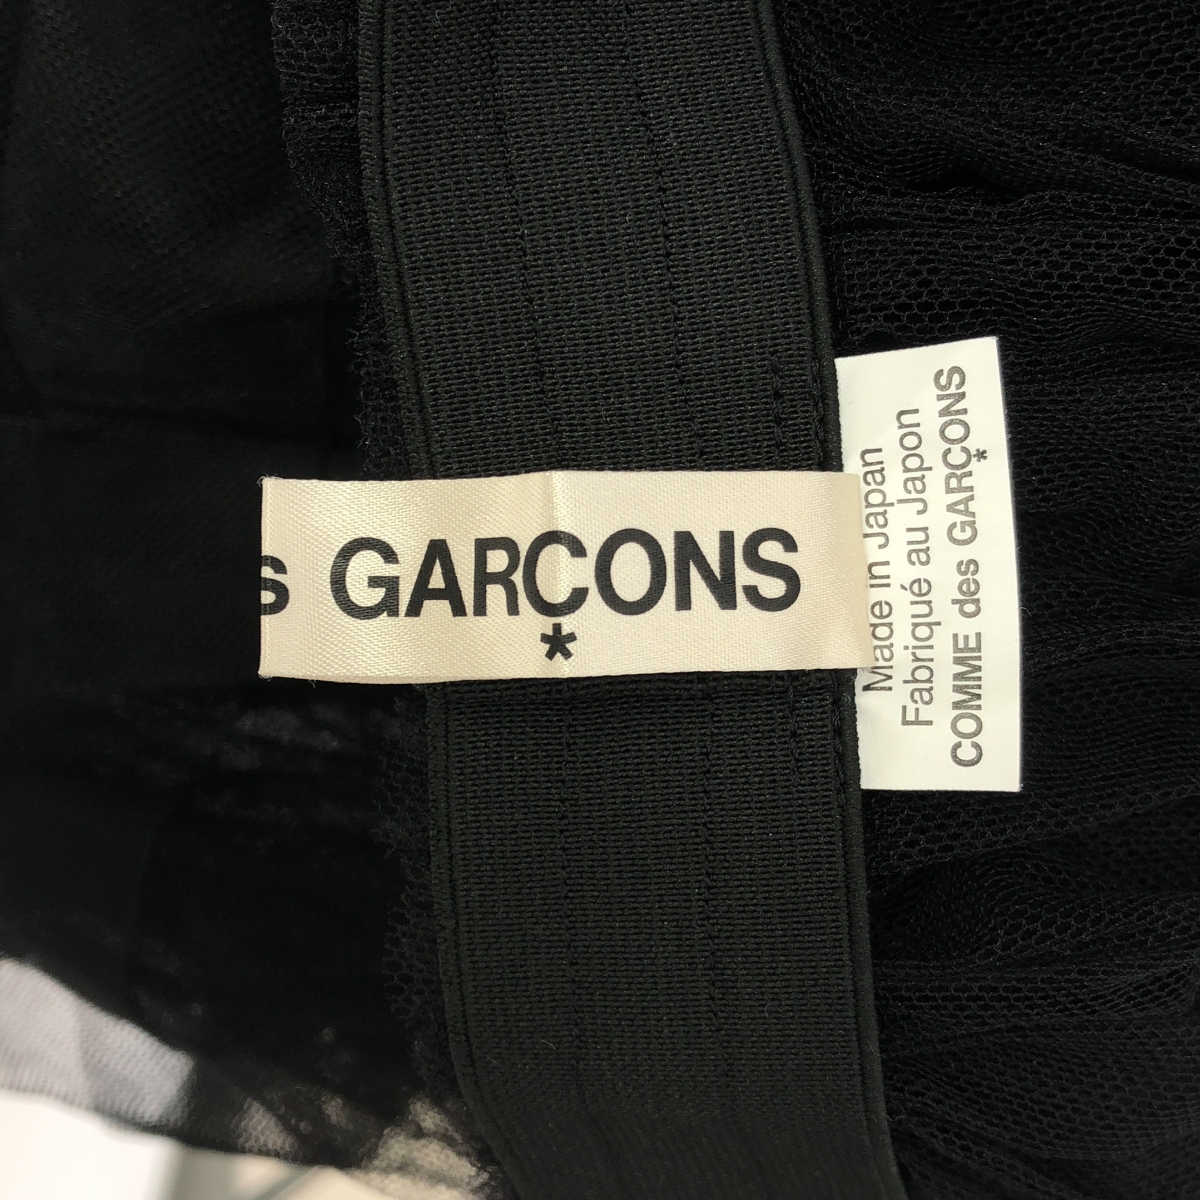 s GARÇONS
*
Made in Japan
Fabriqué au Japon
COMME des GARÇONS
*